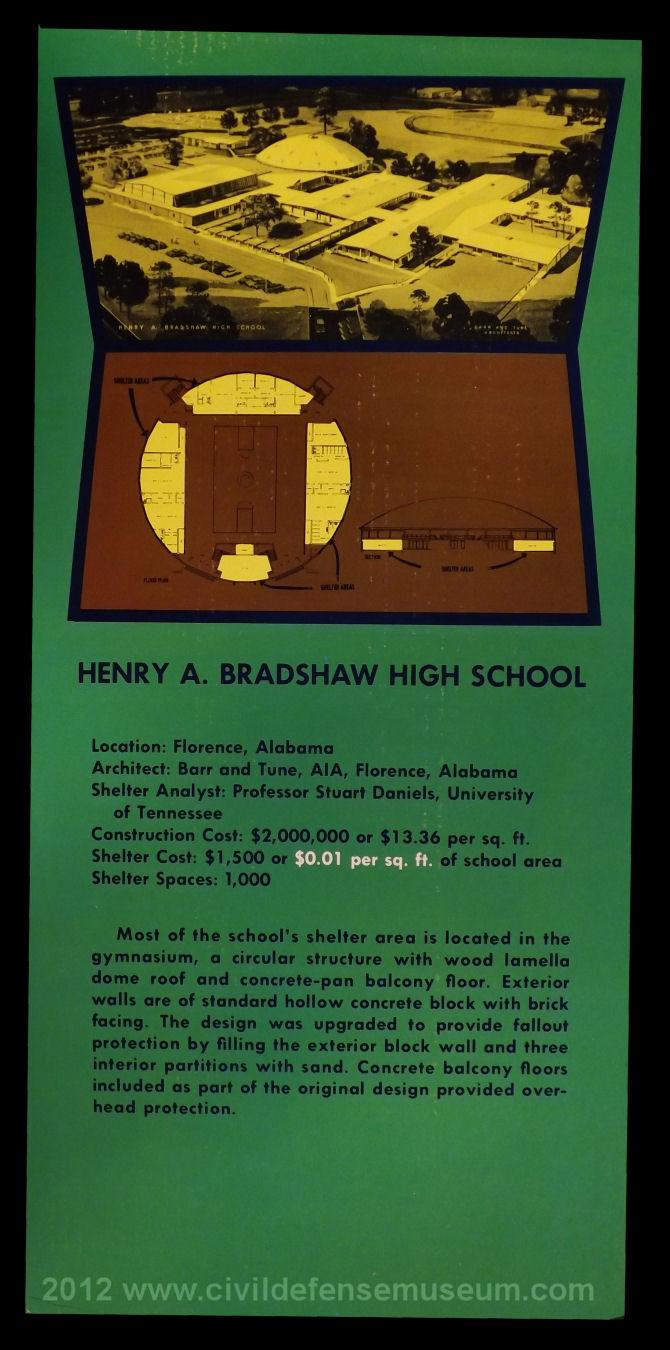 HENRY A. BRADSHAW HIGH SCHOOL
BARR AND TUNE
ARCHITECTS
SHELTER AREAS
FLOOR PLAN
SHELTER AREAS
SECTION
SHELTER AREAS
HENRY A. BRADSHAW HIGH SCHOOL
Location: Florence, Alabama
Architect: Barr and Tune, AIA, Florence, Alabama
Shelter Analyst: Professor Stuart Daniels, University
of Tennessee
Construction Cost: $2,000,000 or $13.36 per sq. ft.
Shelter Cost: $1,500 or $0.01 per sq. ft. of school area
Shelter Spaces: 1,000
Most of the school's shelter area is located in the
gymnasium, a circular structure with wood lamella
dome roof and concrete-pan balcony floor. Exterior
walls are of standard hollow concrete block with brick
facing. The design was upgraded to provide fallout
protection by filling the exterior block wall and three
interior partitions with sand. Concrete balcony floors
included as part of the original design provided over-
head protection.
2012 www.civildefensemuseum.com